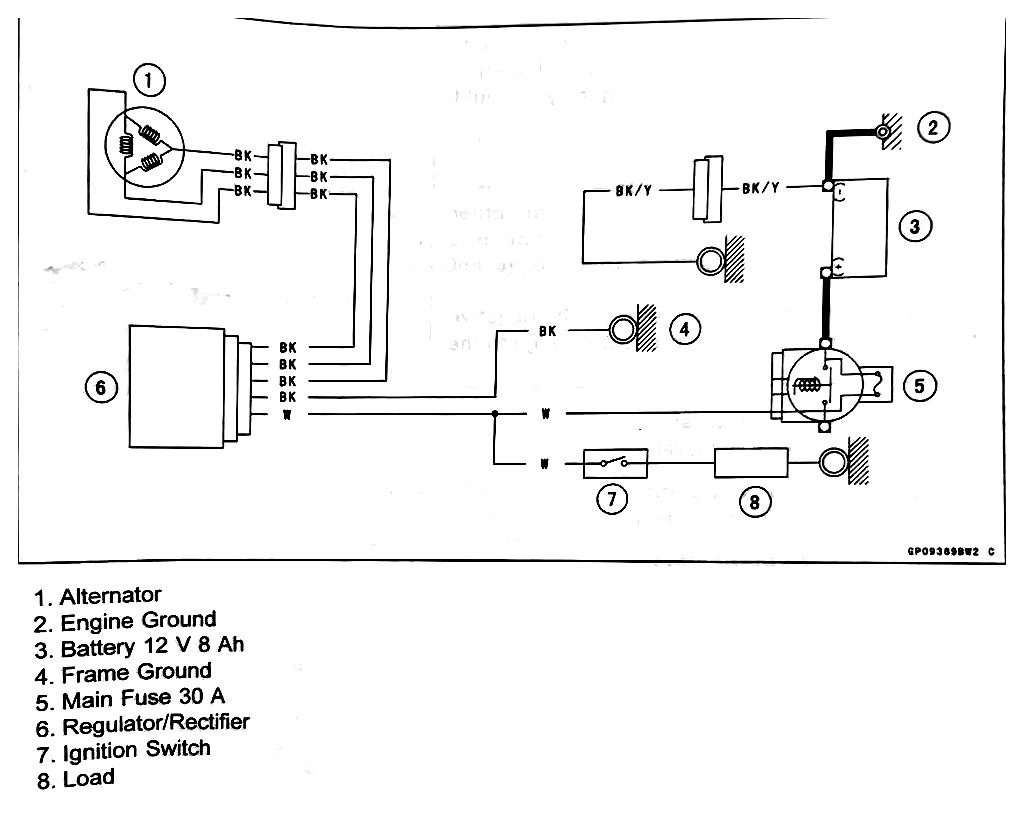 1
2
BK BK
BK BK
BK BK
BK/Y BK/Y
(-)
3
(+)
BK
4
BK
BK
BK
BK
W
W
5
6
W
7
8
GP09369BW2 C
1. Alternator
2. Engine Ground
3. Battery 12 V 8 Ah
4. Frame Ground
5. Main Fuse 30 A
6. Regulator/Rectifier
7. Ignition Switch
8. Load